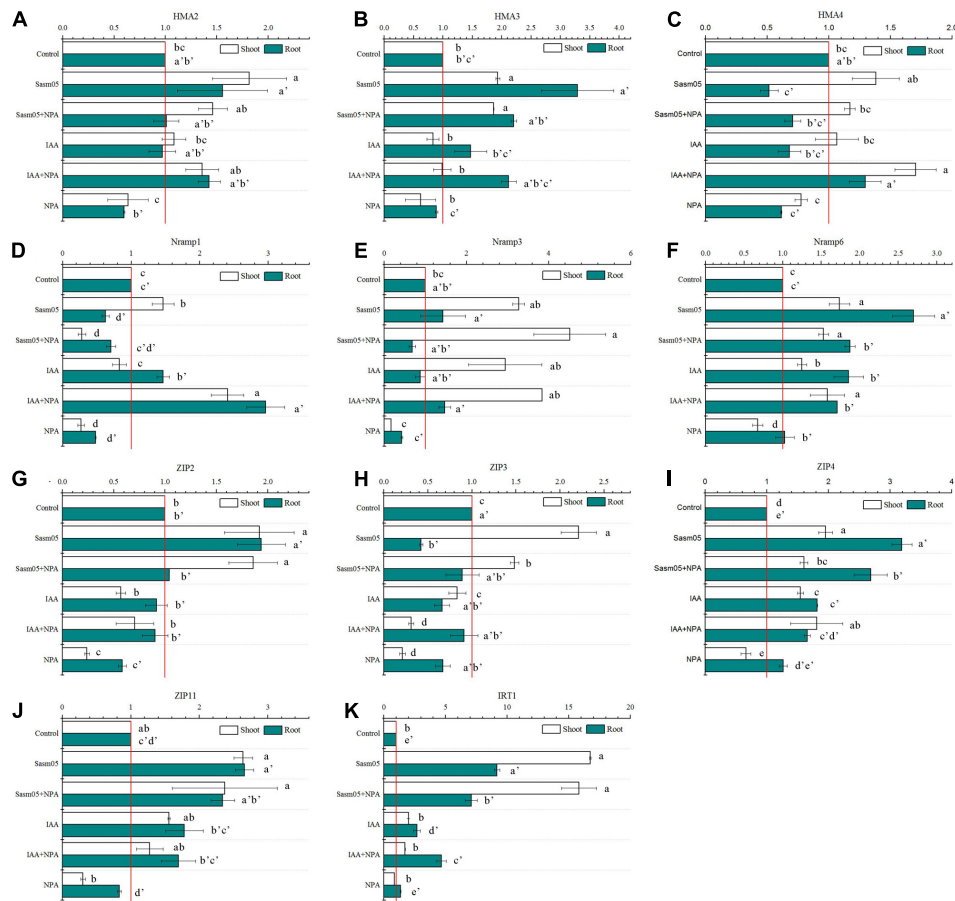 A
HMA2
0.0 0.5 1.0 1.5 2.0
Shoot Root
Control bc
a'b'
Sasm05 a
a'
Sasm05+NPA ab
a'b'
IAA bc
a'b'
IAA+NPA ab
a'b'
NPA c
b'
B
HMA3
0.0 0.5 1.0 1.5 2.0 2.5 3.0 3.5 4.0
Shoot Root
Control b
b'c'
Sasm05 a
a'
Sasm05+NPA a
a'b'
IAA b
b'c'
IAA+NPA b
a'b'c'
NPA b
c'
C
HMA4
0.0 0.5 1.0 1.5 2.0
Shoot Root
Control bc
a'b'
Sasm05 ab
c'
Sasm05+NPA bc
b'c'
IAA bc
b'c'
IAA+NPA a
a'
NPA c
c'
D
Nramp1
0 1 2 3
Shoot Root
Control c
c'
Sasm05 b
d'
Sasm05+NPA d
c'd'
IAA c
b'
IAA+NPA a
a'
NPA d
d'
E
Nramp3
0 1 2 3 4 5 6
Shoot Root
Control bc
a'b'
Sasm05 ab
a'
Sasm05+NPA a
a'b'
IAA ab
a'b'
IAA+NPA ab
a'
NPA c
c'
F
Nramp6
0.0 0.5 1.0 1.5 2.0 2.5 3.0
Shoot Root
Control c
c'
Sasm05 a
a'
Sasm05+NPA a
b'
IAA b
b'
IAA+NPA a
b'
NPA d
b'
G
ZIP2
0.0 0.5 1.0 1.5 2.0
Shoot Root
Control b
b'
Sasm05 a
a'
Sasm05+NPA a
b'
IAA b
b'
IAA+NPA b
b'
NPA c
c'
H
ZIP3
0.0 0.5 1.0 1.5 2.0 2.5
Shoot Root
Control c
a'
Sasm05 a
b'
Sasm05+NPA b
a'b'
IAA c
a'b'
IAA+NPA d
a'b'
NPA d
a'b'
I
ZIP4
0 1 2 3 4
Shoot Root
Control d
e'
Sasm05 a
a'
Sasm05+NPA bc
b'
IAA c
c'
IAA+NPA ab
c'd'
NPA e
d'e'
J
ZIP11
0 1 2 3
Shoot Root
Control ab
c'd'
Sasm05 a
a'
Sasm05+NPA a
a'b'
IAA ab
b'c'
IAA+NPA ab
b'c'
NPA b
d'
K
IRT1
0 5 10 15 20
Shoot Root
Control b
e'
Sasm05 a
a'
Sasm05+NPA a
b'
IAA b
d'
IAA+NPA b
c'
NPA b
e'